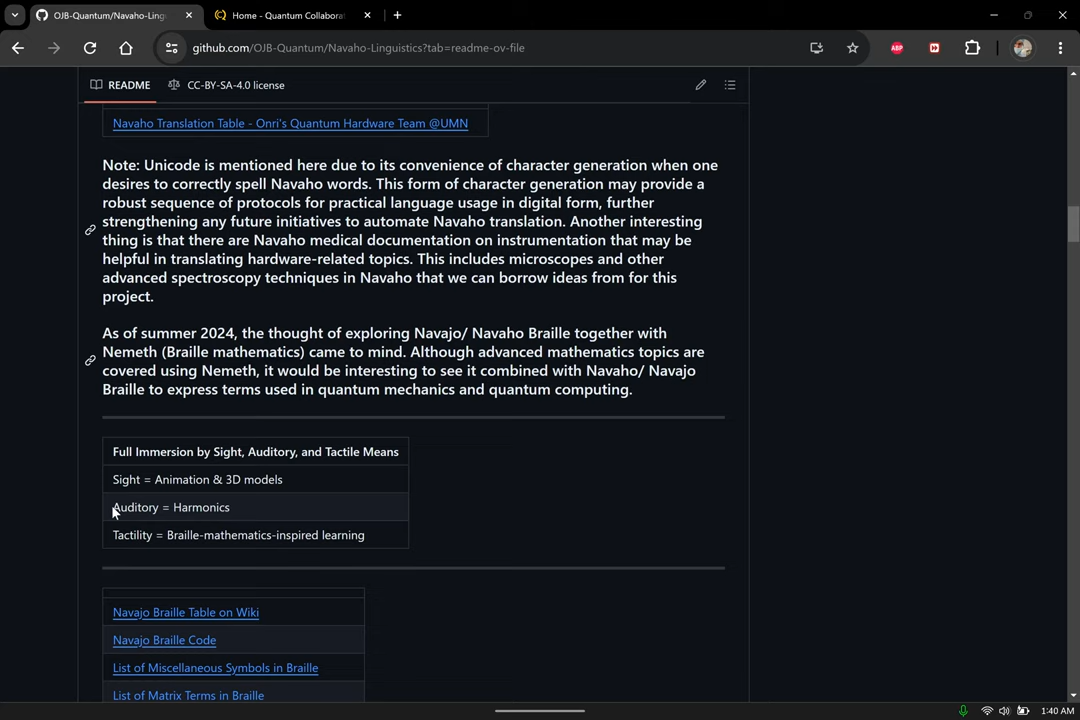 OJB-Quantum/Navaho-Ling
Home - Quantum Collabora
github.com/OJB-Quantum/Navaho-Linguistics?tab=readme-ov-file
ABP
README
CC-BY-SA-4.0 license
Navaho Translation Table - Onri's Quantum Hardware Team @UMN
Note: Unicode is mentioned here due to its convenience of character generation when one
desires to correctly spell Navaho words. This form of character generation may provide a
robust sequence of protocols for practical language usage in digital form, further
strengthening any future initiatives to automate Navaho translation. Another interesting
thing is that there are Navaho medical documentation on instrumentation that may be
helpful in translating hardware-related topics. This includes microscopes and other
advanced spectroscopy techniques in Navaho that we can borrow ideas from for this
project.
As of summer 2024, the thought of exploring Navajo/ Navaho Braille together with
Nemeth (Braille mathematics) came to mind. Although advanced mathematics topics are
covered using Nemeth, it would be interesting to see it combined with Navaho/ Navajo
Braille to express terms used in quantum mechanics and quantum computing.
Full Immersion by Sight, Auditory, and Tactile Means
Sight = Animation & 3D models
Auditory = Harmonics
Tactility = Braille-mathematics-inspired learning
Navajo Braille Table on Wiki
Navajo Braille Code
List of Miscellaneous Symbols in Braille
List of Matrix Terms in Braille
1:40 AM